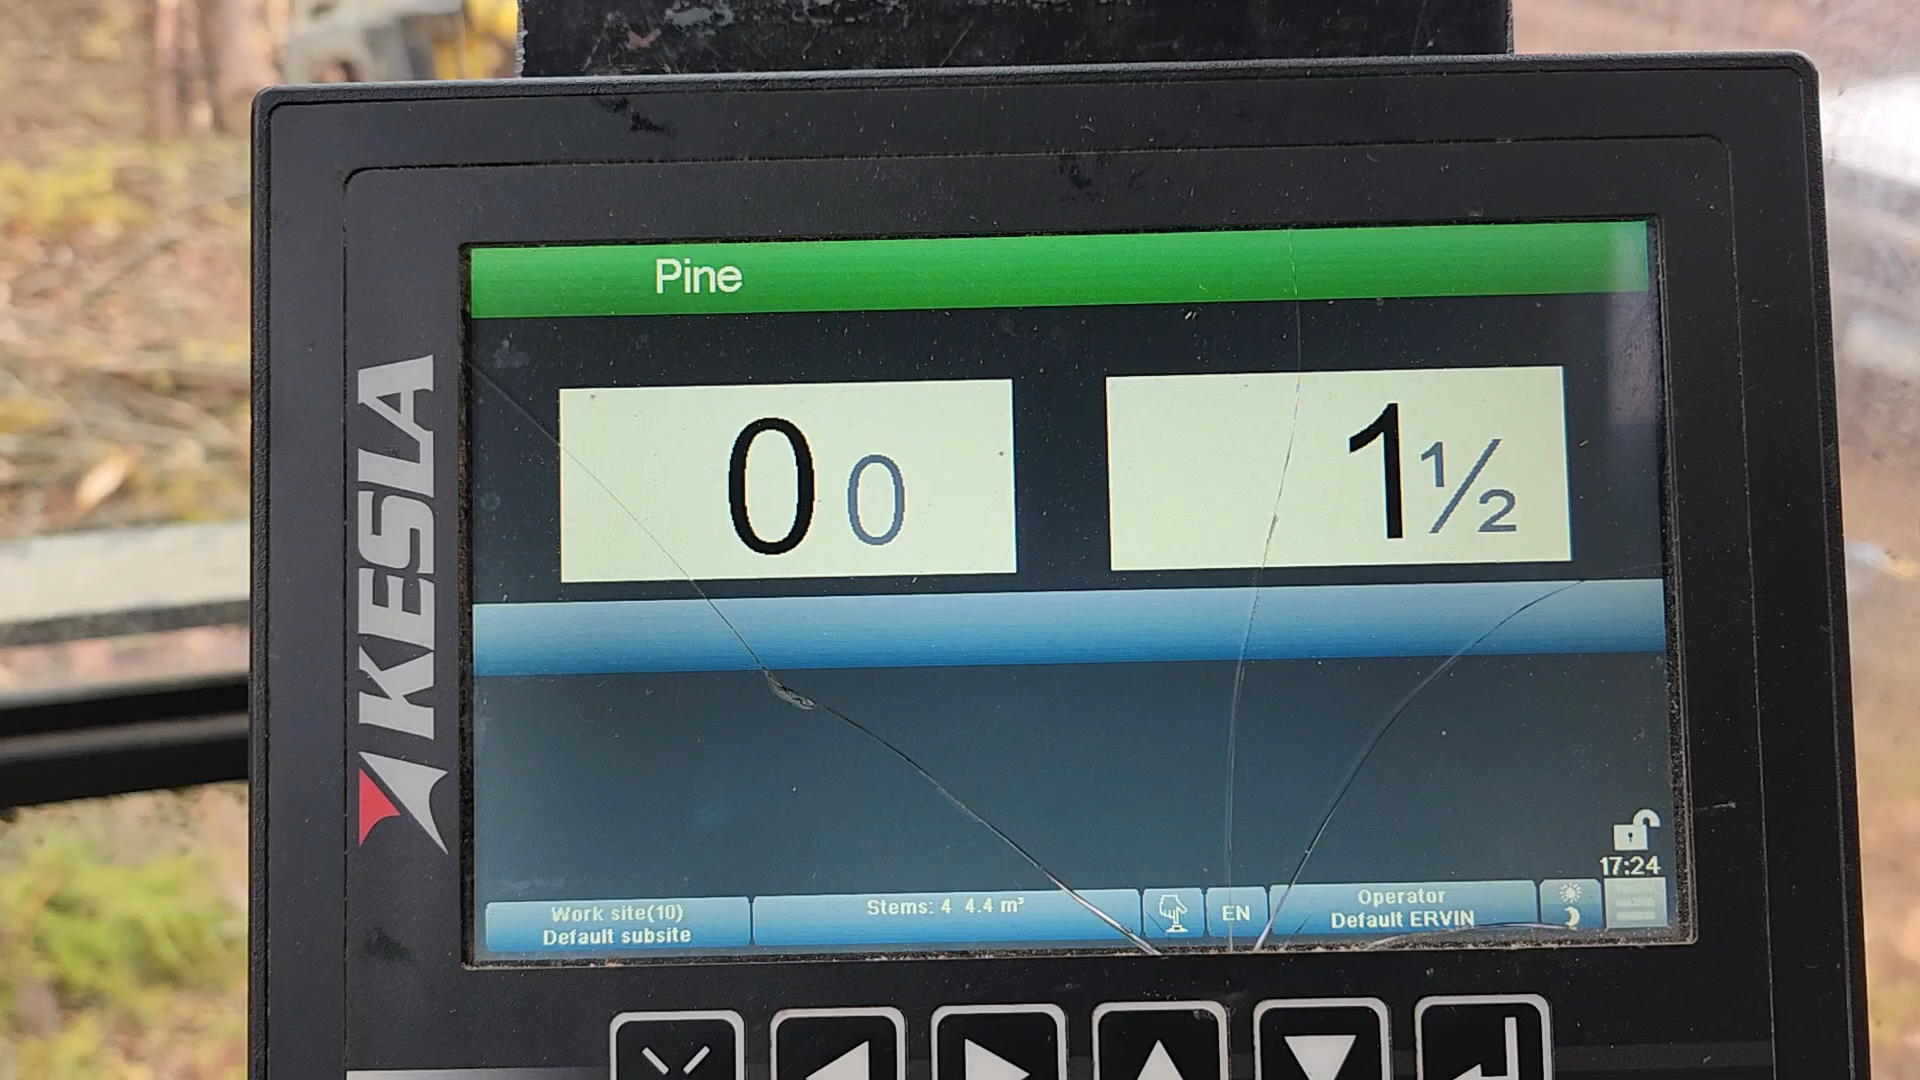 Pine
KESLA
0 0
1 1/2
17:24
Work site(10)
Default subsite
Stems: 4 4.4 m³
EN
Operator
Default ERVIN